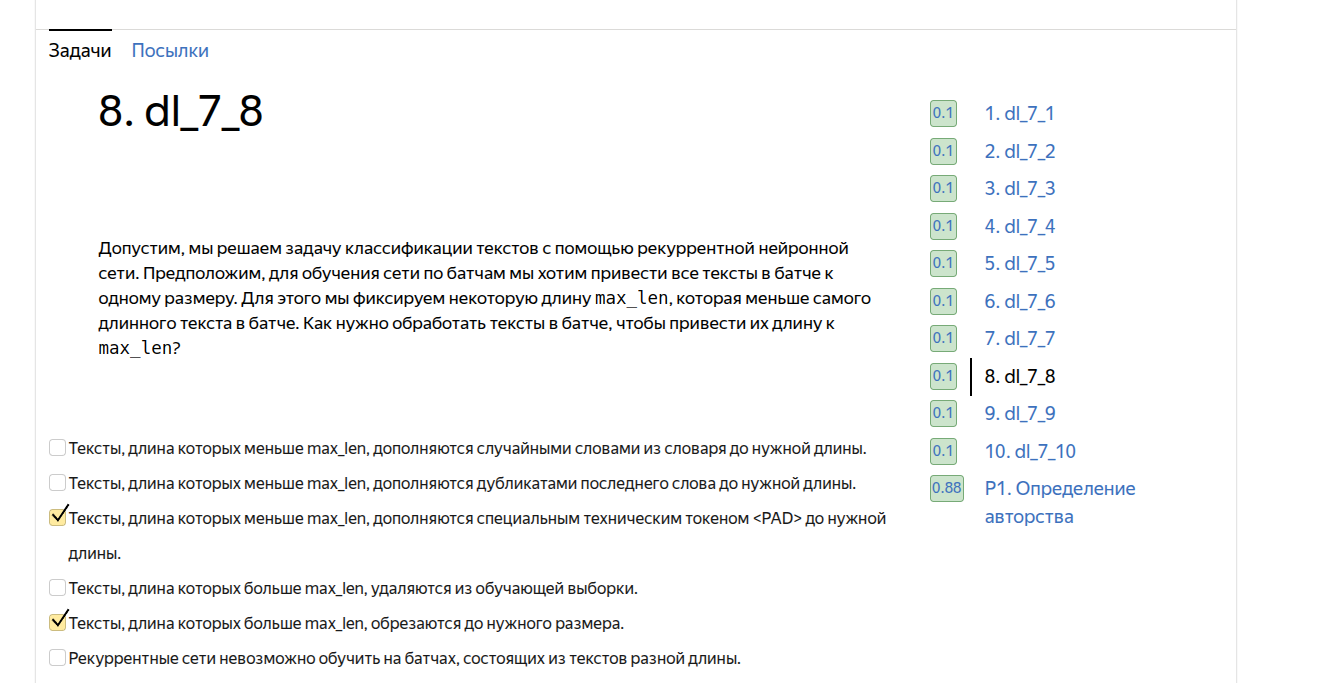 Задачи Посылки
8. dl_7_8
Допустим, мы решаем задачу классификации текстов с помощью рекуррентной нейронной
сети. Предположим, для обучения сети по батчам мы хотим привести все тексты в батче к
одному размеру. Для этого мы фиксируем некоторую длину max_len, которая меньше самого
длинного текста в батче. Как нужно обработать тексты в батче, чтобы привести их длину к
max_len?
Тексты, длина которых меньше max_len, дополняются случайными словами из словаря до нужной длины.
Тексты, длина которых меньше max_len, дополняются дубликатами последнего слова до нужной длины.
Тексты, длина которых меньше max_len, дополняются специальным техническим токеном <PAD> до нужной
длины.
Тексты, длина которых больше max_len, удаляются из обучающей выборки.
Тексты, длина которых больше max_len, обрезаются до нужного размера.
Рекуррентные сети невозможно обучить на батчах, состоящих из текстов разной длины.
0.1 1. dl_7_1
0.1 2. dl_7_2
0.1 3. dl_7_3
0.1 4. dl_7_4
0.1 5. dl_7_5
0.1 6. dl_7_6
0.1 7. dl_7_7
0.1 8. dl_7_8
0.1 9. dl_7_9
0.1 10. dl_7_10
0.88 P1. Определение
авторства